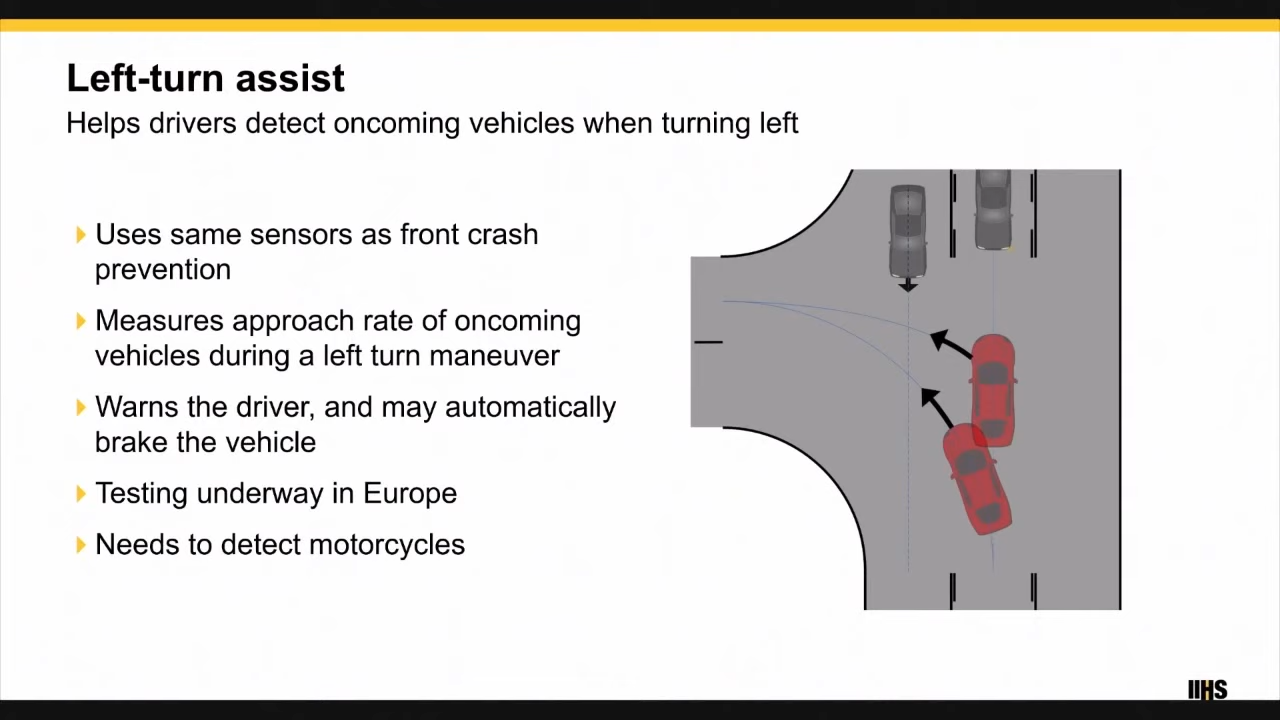 Left-turn assist
Helps drivers detect oncoming vehicles when turning left
Uses same sensors as front crash
prevention
Measures approach rate of oncoming
vehicles during a left turn maneuver
Warns the driver, and may automatically
brake the vehicle
Testing underway in Europe
Needs to detect motorcycles
IIHS